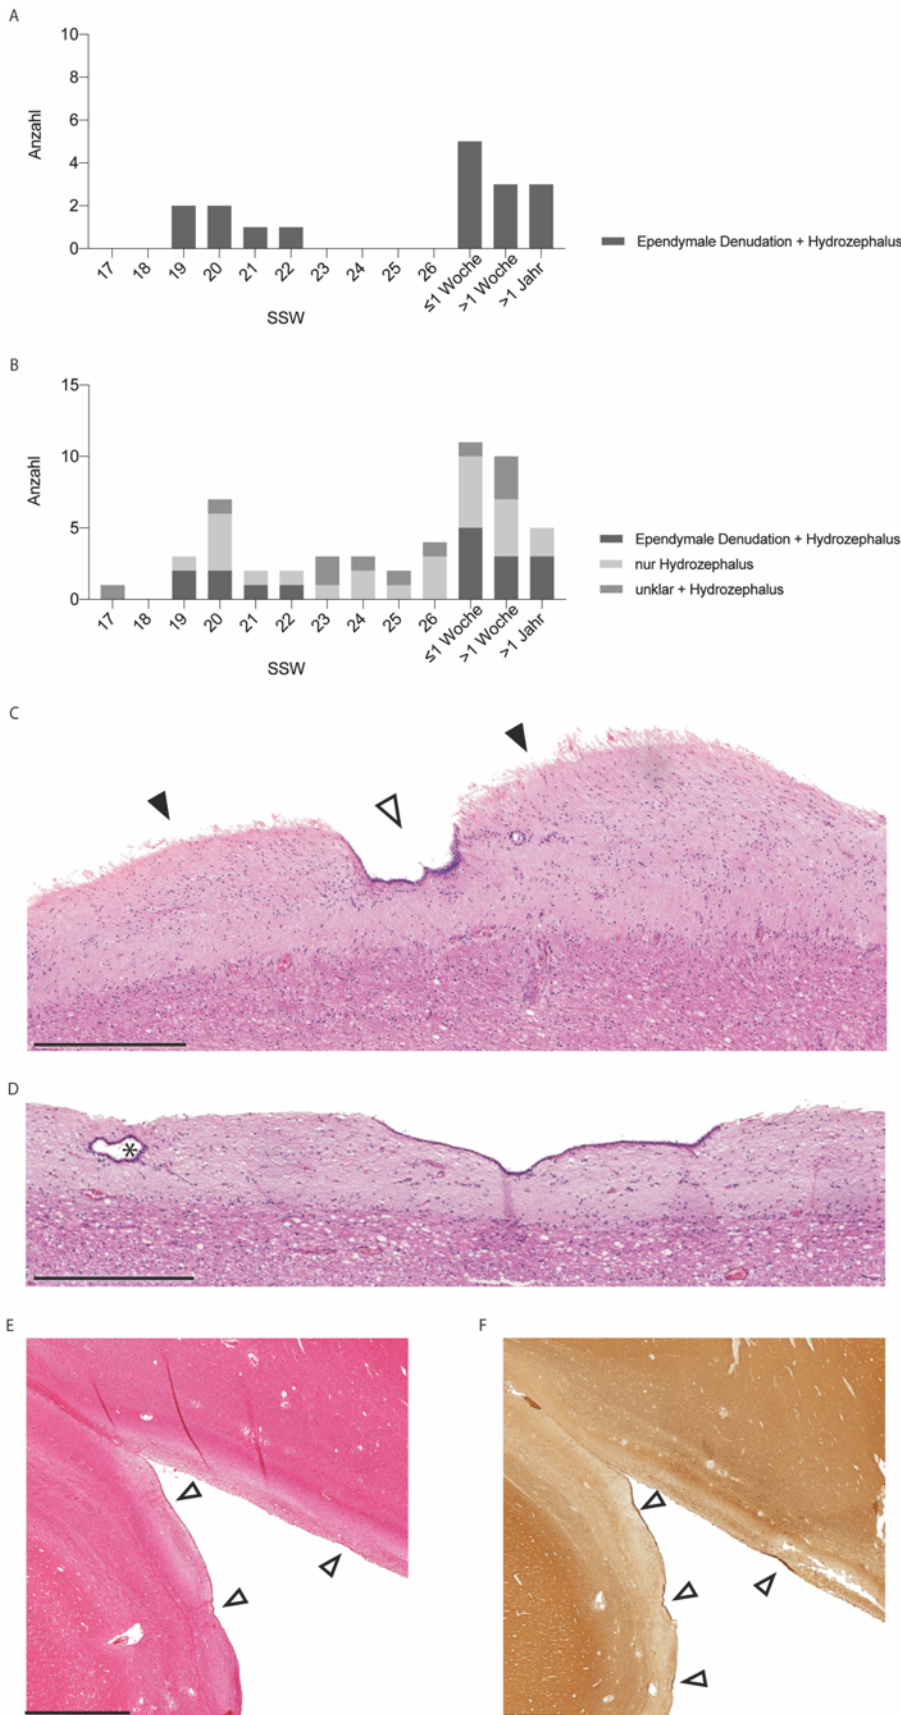 A
Anzahl
10
8
6
4
2
0
17
18
19
20
21
22
23
24
25
26
≤1 Woche
>1 Woche
>1 Jahr
SSW
Ependymale Denudation + Hydrozephalus
B
Anzahl
15
10
5
0
17
18
19
20
21
22
23
24
25
26
≤1 Woche
>1 Woche
>1 Jahr
SSW
Ependymale Denudation + Hydrozephalus
nur Hydrozephalus
unklar + Hydrozephalus
C
D
*
E
F